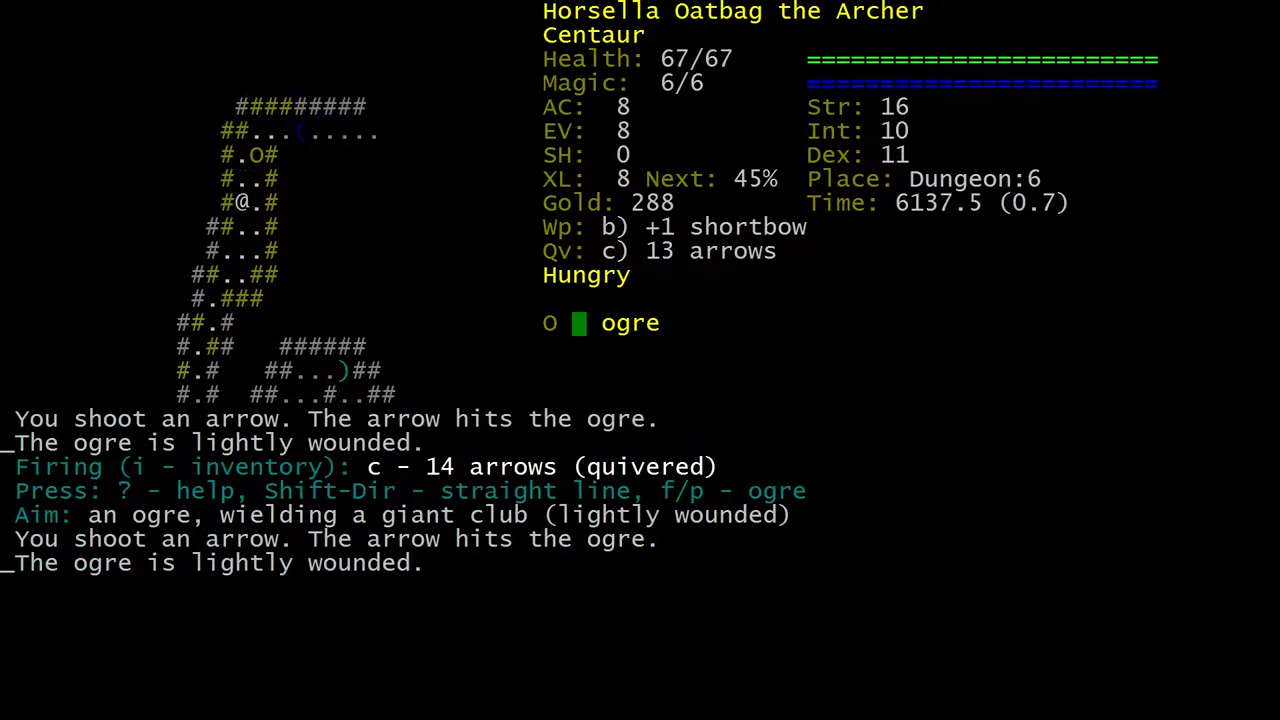 Horsella Oatbag the Archer
Centaur
Health: 67/67 ========================
Magic: 6/6 ========================
AC: 8 Str: 16
EV: 8 Int: 10
SH: 0 Dex: 11
XL: 8 Next: 45% Place: Dungeon:6
Gold: 288 Time: 6137.5 (0.7)
Wp: b) +1 shortbow
Qv: c) 13 arrows
Hungry
O ogre
#########
##...(.....
#.o#
#..#
#@.#
##..#
#...#
##..##
#.###
##.#
#.## ######
#.# ##...)##
#.# ##...#..##
You shoot an arrow. The arrow hits the ogre.
_The ogre is lightly wounded.
Firing (i - inventory): c - 14 arrows (quivered)
Press: ? - help, Shift-Dir - straight line, f/p - ogre
Aim: an ogre, wielding a giant club (lightly wounded)
You shoot an arrow. The arrow hits the ogre.
_The ogre is lightly wounded.